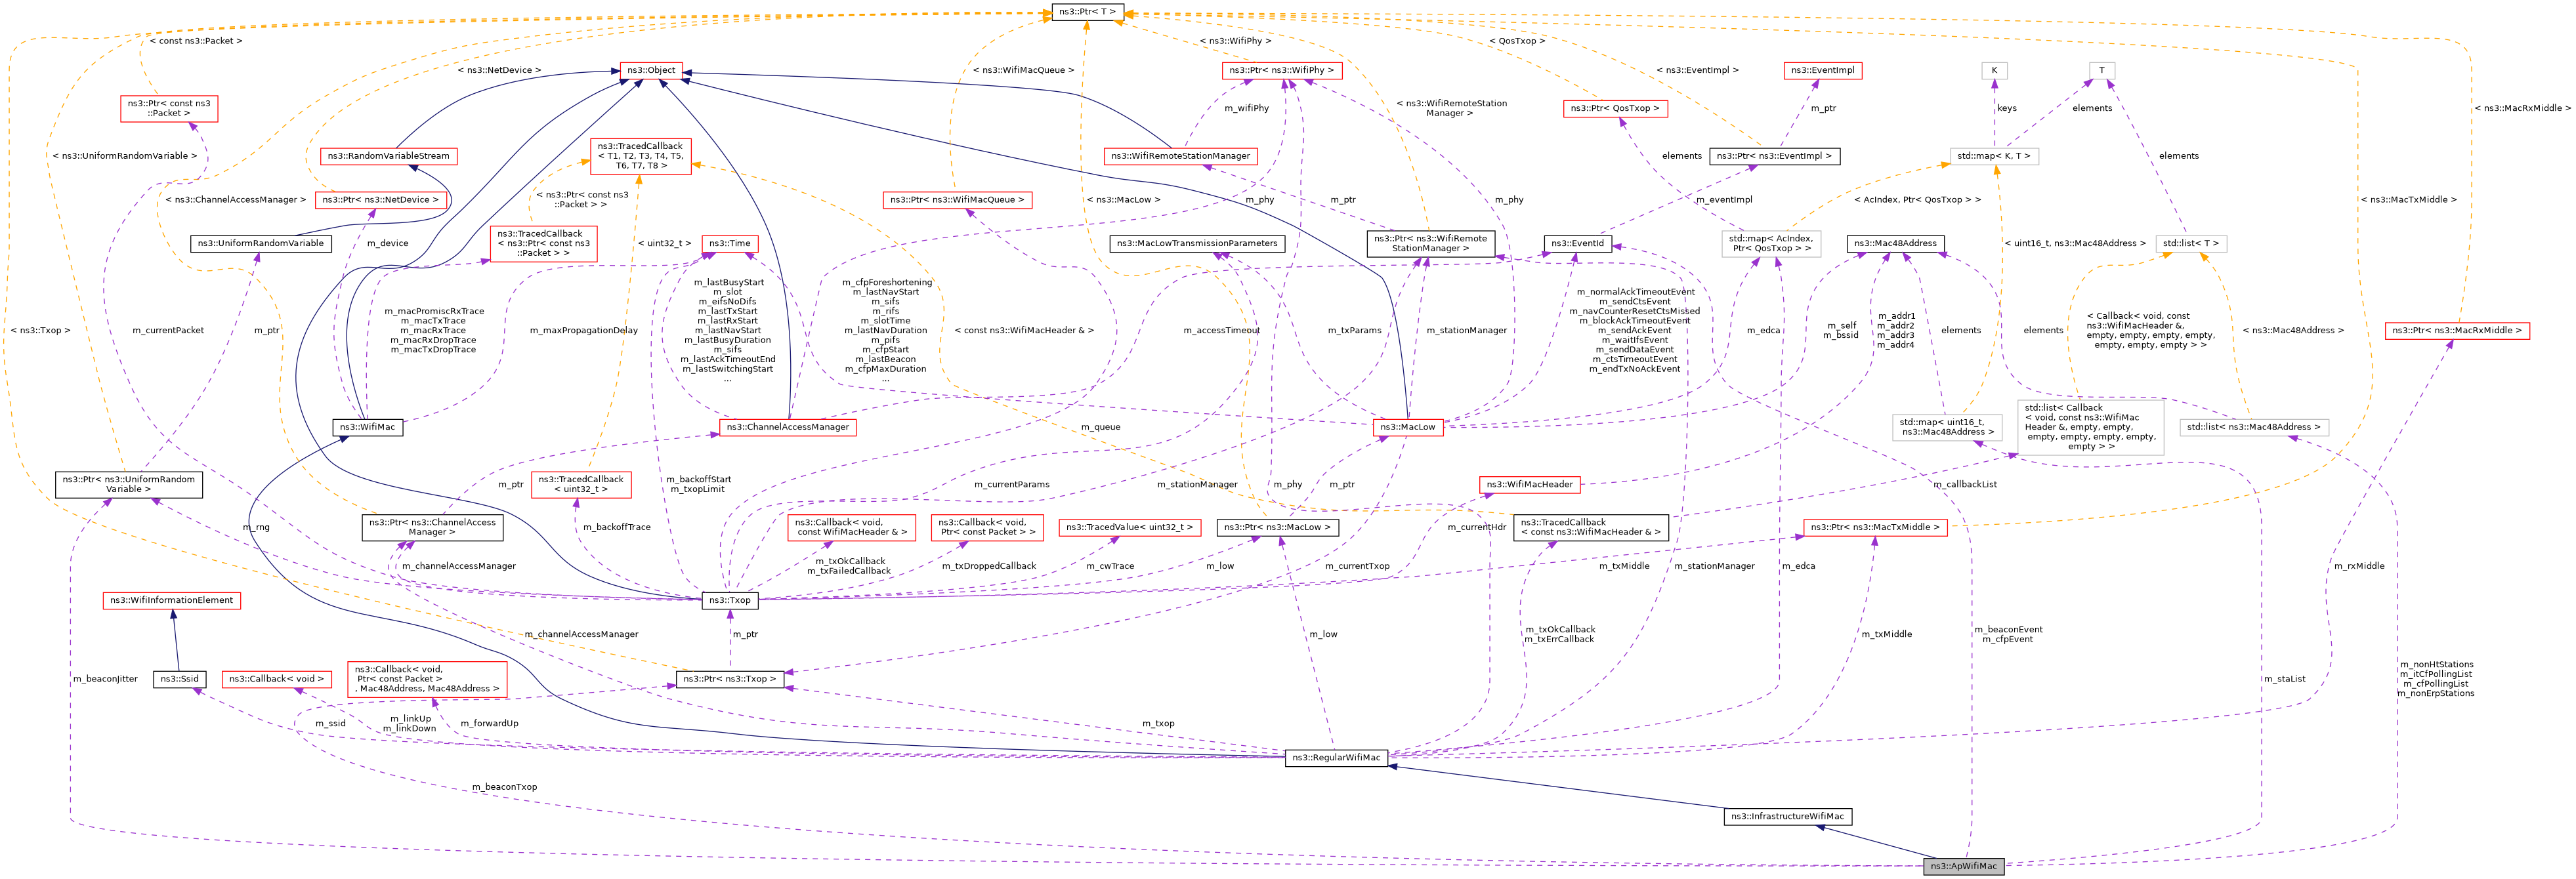 ns3::Ptr< T >
< const ns3::Packet >
< ns3::WifiPhy >
< QosTxop >
< ns3::NetDevice >
ns3::Object
< ns3::WifiMacQueue >
ns3::Ptr< ns3::WifiPhy >
< ns3::EventImpl >
ns3::EventImpl
K
T
ns3::Ptr< const ns3
::Packet >
m_wifiPhy
< ns3::WifiRemoteStation
Manager >
ns3::Ptr< QosTxop >
m_ptr
keys
elements
< ns3::MacRxMiddle >
< ns3::UniformRandomVariable >
ns3::RandomVariableStream
ns3::TracedCallback
< T1, T2, T3, T4, T5,
T6, T7, T8 >
ns3::WifiRemoteStationManager
elements
ns3::Ptr< ns3::EventImpl >
std::map< K, T >
elements
< ns3::ChannelAccessManager >
ns3::Ptr< ns3::NetDevice >
< ns3::Ptr< const ns3
::Packet > >
ns3::Ptr< ns3::WifiMacQueue >
< ns3::MacLow >
m_phy
m_ptr
m_phy
m_eventImpl
< AcIndex, Ptr< QosTxop > >
< ns3::MacTxMiddle >
ns3::UniformRandomVariable
m_device
ns3::TracedCallback
< ns3::Ptr< const ns3
::Packet > >
< uint32_t >
ns3::Time
ns3::MacLowTransmissionParameters
ns3::Ptr< ns3::WifiRemote
StationManager >
ns3::EventId
std::map< AcIndex,
Ptr< QosTxop > >
ns3::Mac48Address
< uint16_t, ns3::Mac48Address >
std::list< T >
< ns3::Txop >
m_currentPacket
m_ptr
m_macPromiscRxTrace
m_macTxTrace
m_macRxTrace
m_macRxDropTrace
m_macTxDropTrace
m_maxPropagationDelay
m_lastBusyStart
m_slot
m_eifsNoDifs
m_lastTxStart
m_lastRxStart
m_lastNavStart
m_lastBusyDuration
m_sifs
m_lastAckTimeoutEnd
m_lastSwitchingStart
...
m_cfpForeshortening
m_lastNavStart
m_sifs
m_rifs
m_slotTime
m_lastNavDuration
m_pifs
m_cfpStart
m_lastBeacon
m_cfpMaxDuration
...
< const ns3::WifiMacHeader & >
m_accessTimeout
m_txParams
m_stationManager
m_normalAckTimeoutEvent
m_sendCtsEvent
m_navCounterResetCtsMissed
m_blockAckTimeoutEvent
m_sendAckEvent
m_waitIfsEvent
m_sendDataEvent
m_ctsTimeoutEvent
m_endTxNoAckEvent
m_edca
m_self
m_bssid
m_addr1
m_addr2
m_addr3
m_addr4
elements
elements
< Callback< void, const
ns3::WifiMacHeader &,
empty, empty, empty, empty,
empty, empty, empty > >
< ns3::Mac48Address >
ns3::Ptr< ns3::MacRxMiddle >
ns3::WifiMac
ns3::ChannelAccessManager
m_queue
ns3::MacLow
std::map< uint16_t,
ns3::Mac48Address >
std::list< Callback
< void, const ns3::WifiMac
Header &, empty, empty,
empty, empty, empty, empty,
empty > >
std::list< ns3::Mac48Address >
ns3::Ptr< ns3::UniformRandom
Variable >
m_ptr
ns3::TracedCallback
< uint32_t >
m_backoffStart
m_txopLimit
m_currentParams
m_stationManager
m_phy
m_ptr
ns3::WifiMacHeader
m_callbackList
m_rng
ns3::Ptr< ns3::ChannelAccess
Manager >
m_backoffTrace
ns3::Callback< void,
const WifiMacHeader & >
ns3::Callback< void,
Ptr< const Packet > >
ns3::TracedValue< uint32_t >
ns3::Ptr< ns3::MacLow >
m_currentHdr
ns3::TracedCallback
< const ns3::WifiMacHeader & >
ns3::Ptr< ns3::MacTxMiddle >
m_channelAccessManager
m_txOkCallback
m_txFailedCallback
m_txDroppedCallback
m_cwTrace
m_low
m_currentTxop
m_txMiddle
m_stationManager
m_edca
m_rxMiddle
ns3::WifiInformationElement
ns3::Txop
m_channelAccessManager
m_ptr
m_low
m_txOkCallback
m_txErrCallback
m_txMiddle
m_beaconEvent
m_cfpEvent
m_beaconJitter
ns3::Ssid
ns3::Callback< void >
ns3::Callback< void,
Ptr< const Packet >
, Mac48Address, Mac48Address >
ns3::Ptr< ns3::Txop >
m_staList
m_nonHtStations
m_itCfPollingList
m_cfPollingList
m_nonErpStations
m_ssid
m_linkUp
m_linkDown
m_forwardUp
m_txop
ns3::RegularWifiMac
m_beaconTxop
ns3::InfrastructureWifiMac
ns3::ApWifiMac